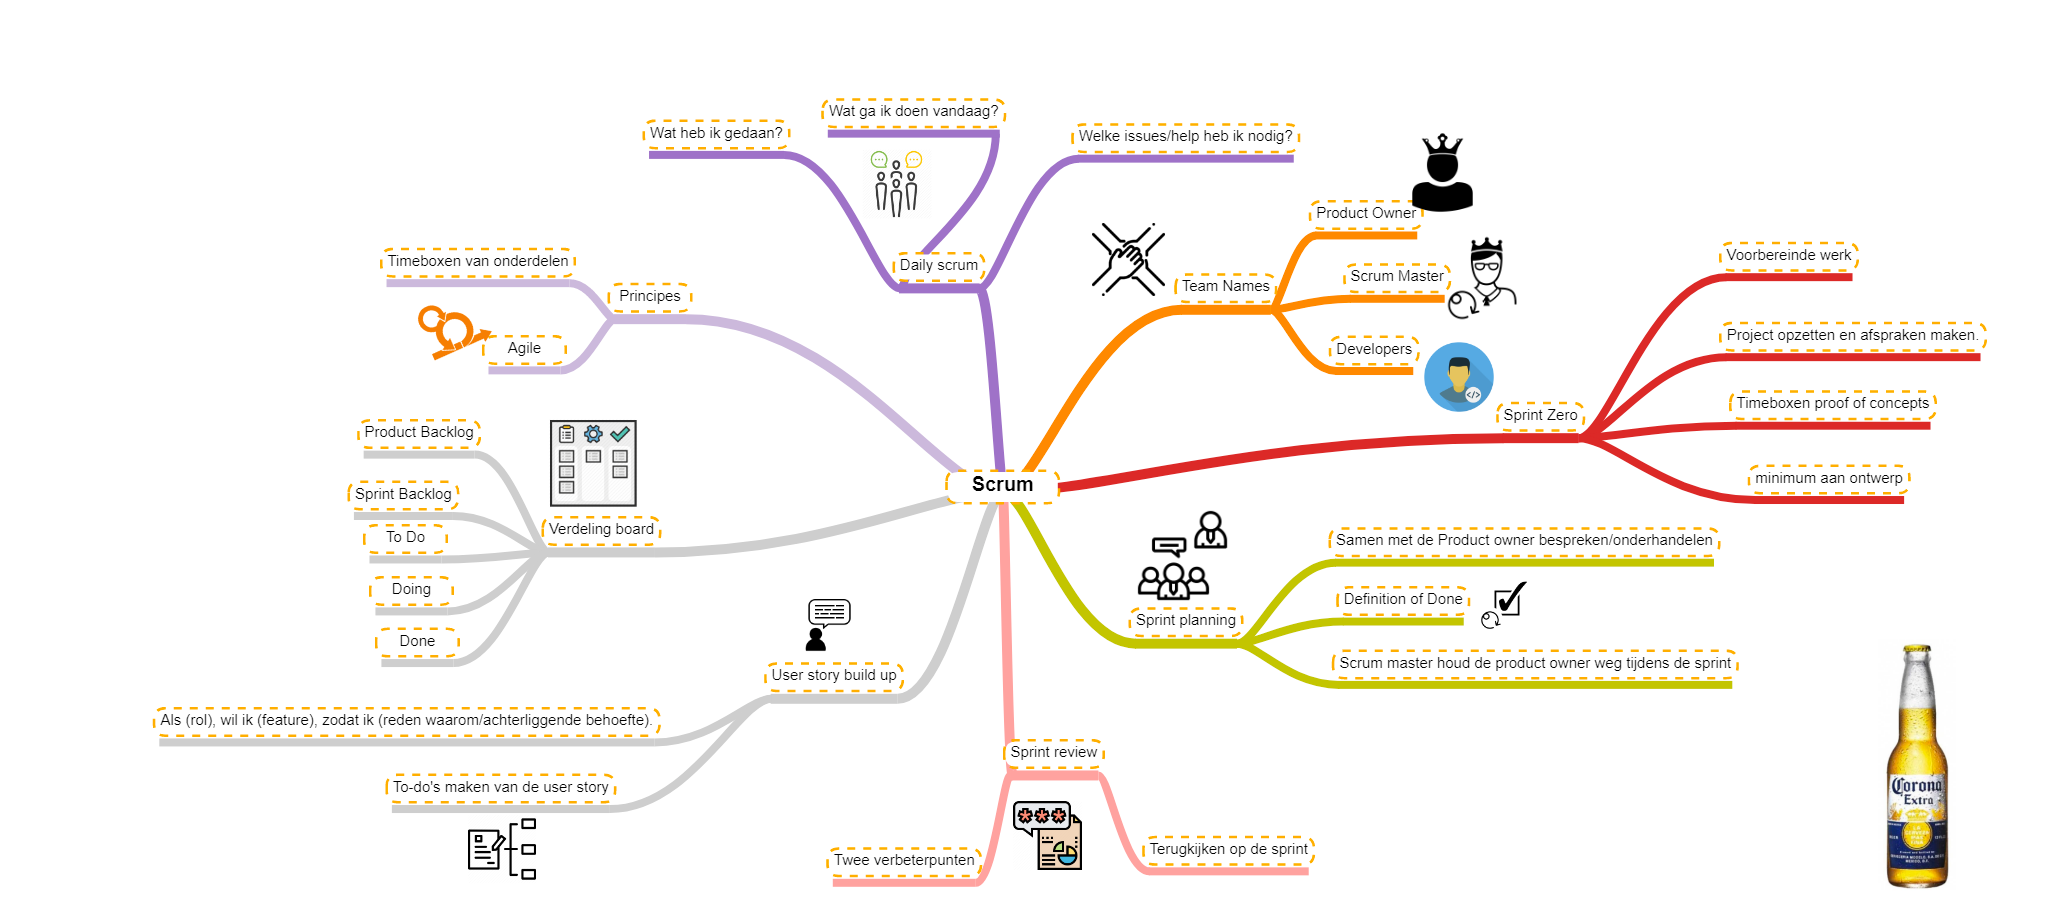 Wat ga ik doen vandaag?
Wat heb ik gedaan?
Welke issues/help heb ik nodig?
Daily scrum
Product Owner
Scrum Master
Team Names
Developers
Timeboxen van onderdelen
Principes
Agile
Voorbereinde werk
Project opzetten en afspraken maken.
Timeboxen proof of concepts
Sprint Zero
minimum aan ontwerp
Product Backlog
Sprint Backlog
To Do
Verdeling board
Doing
Done
Scrum
Samen met de Product owner bespreken/onderhandelen
Definition of Done
Sprint planning
Scrum master houd de product owner weg tijdens de sprint
User story build up
Als (rol), wil ik (feature), zodat ik (reden waarom/achterliggende behoefte).
To-do's maken van de user story
Sprint review
Twee verbeterpunten
Terugkijken op de sprint
Corona
Extra